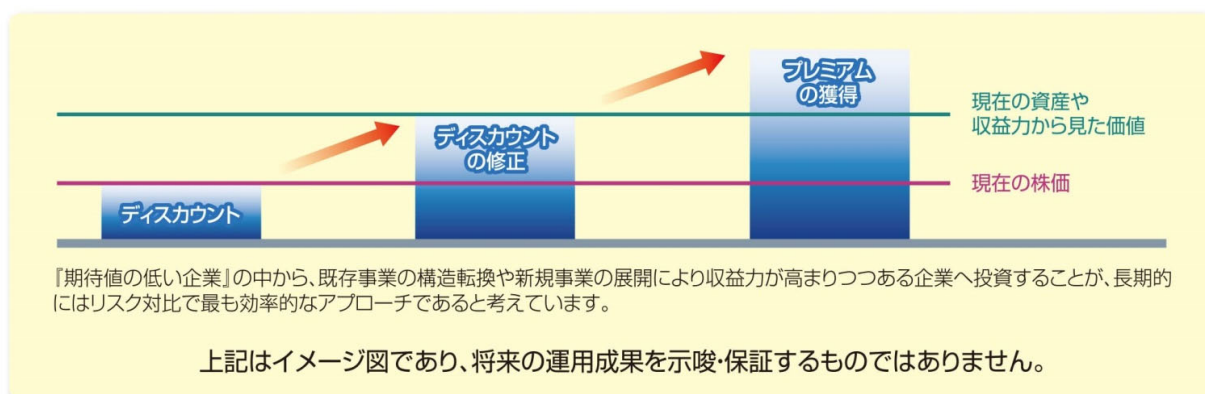 プレミアム
の獲得
現在の資産や
収益力から見た価値
ディスカウント
の修正
現在の株価
ディスカウント
『期待値の低い企業』の中から、既存事業の構造転換や新規事業の展開により収益力が高まりつつある企業へ投資することが、長期的
にはリスク対比で最も効率的なアプローチであると考えています。
上記はイメージ図であり、将来の運用成果を示唆・保証するものではありません。